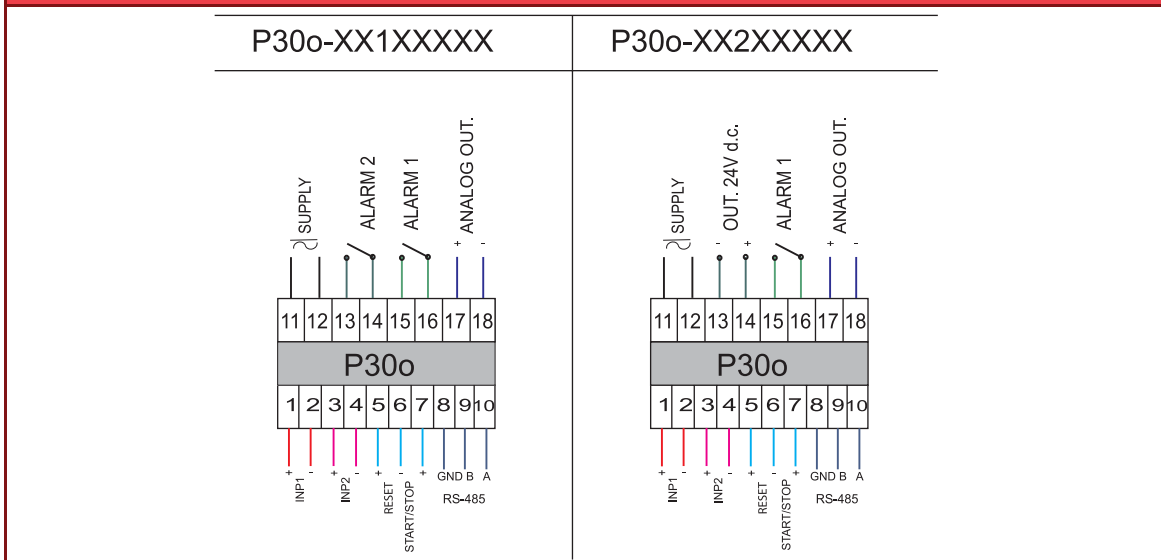 P30o-XX1XXXXX
P30o-XX2XXXXX
SUPPLY
ALARM 2
ALARM 1
+ ANALOG OUT. -
11 12 13 14 15 16 17 18
P30o
1 2 3 4 5 6 7 8 9 10
+ - + - + - + GND B A
INP1
INP2
RESET
START/STOP
RS-485
SUPPLY
- OUT. 24V d.c. +
ALARM 1
+ ANALOG OUT. -
11 12 13 14 15 16 17 18
P30o
1 2 3 4 5 6 7 8 9 10
+ - + - + - + GND B A
INP1
INP2
RESET
START/STOP
RS-485